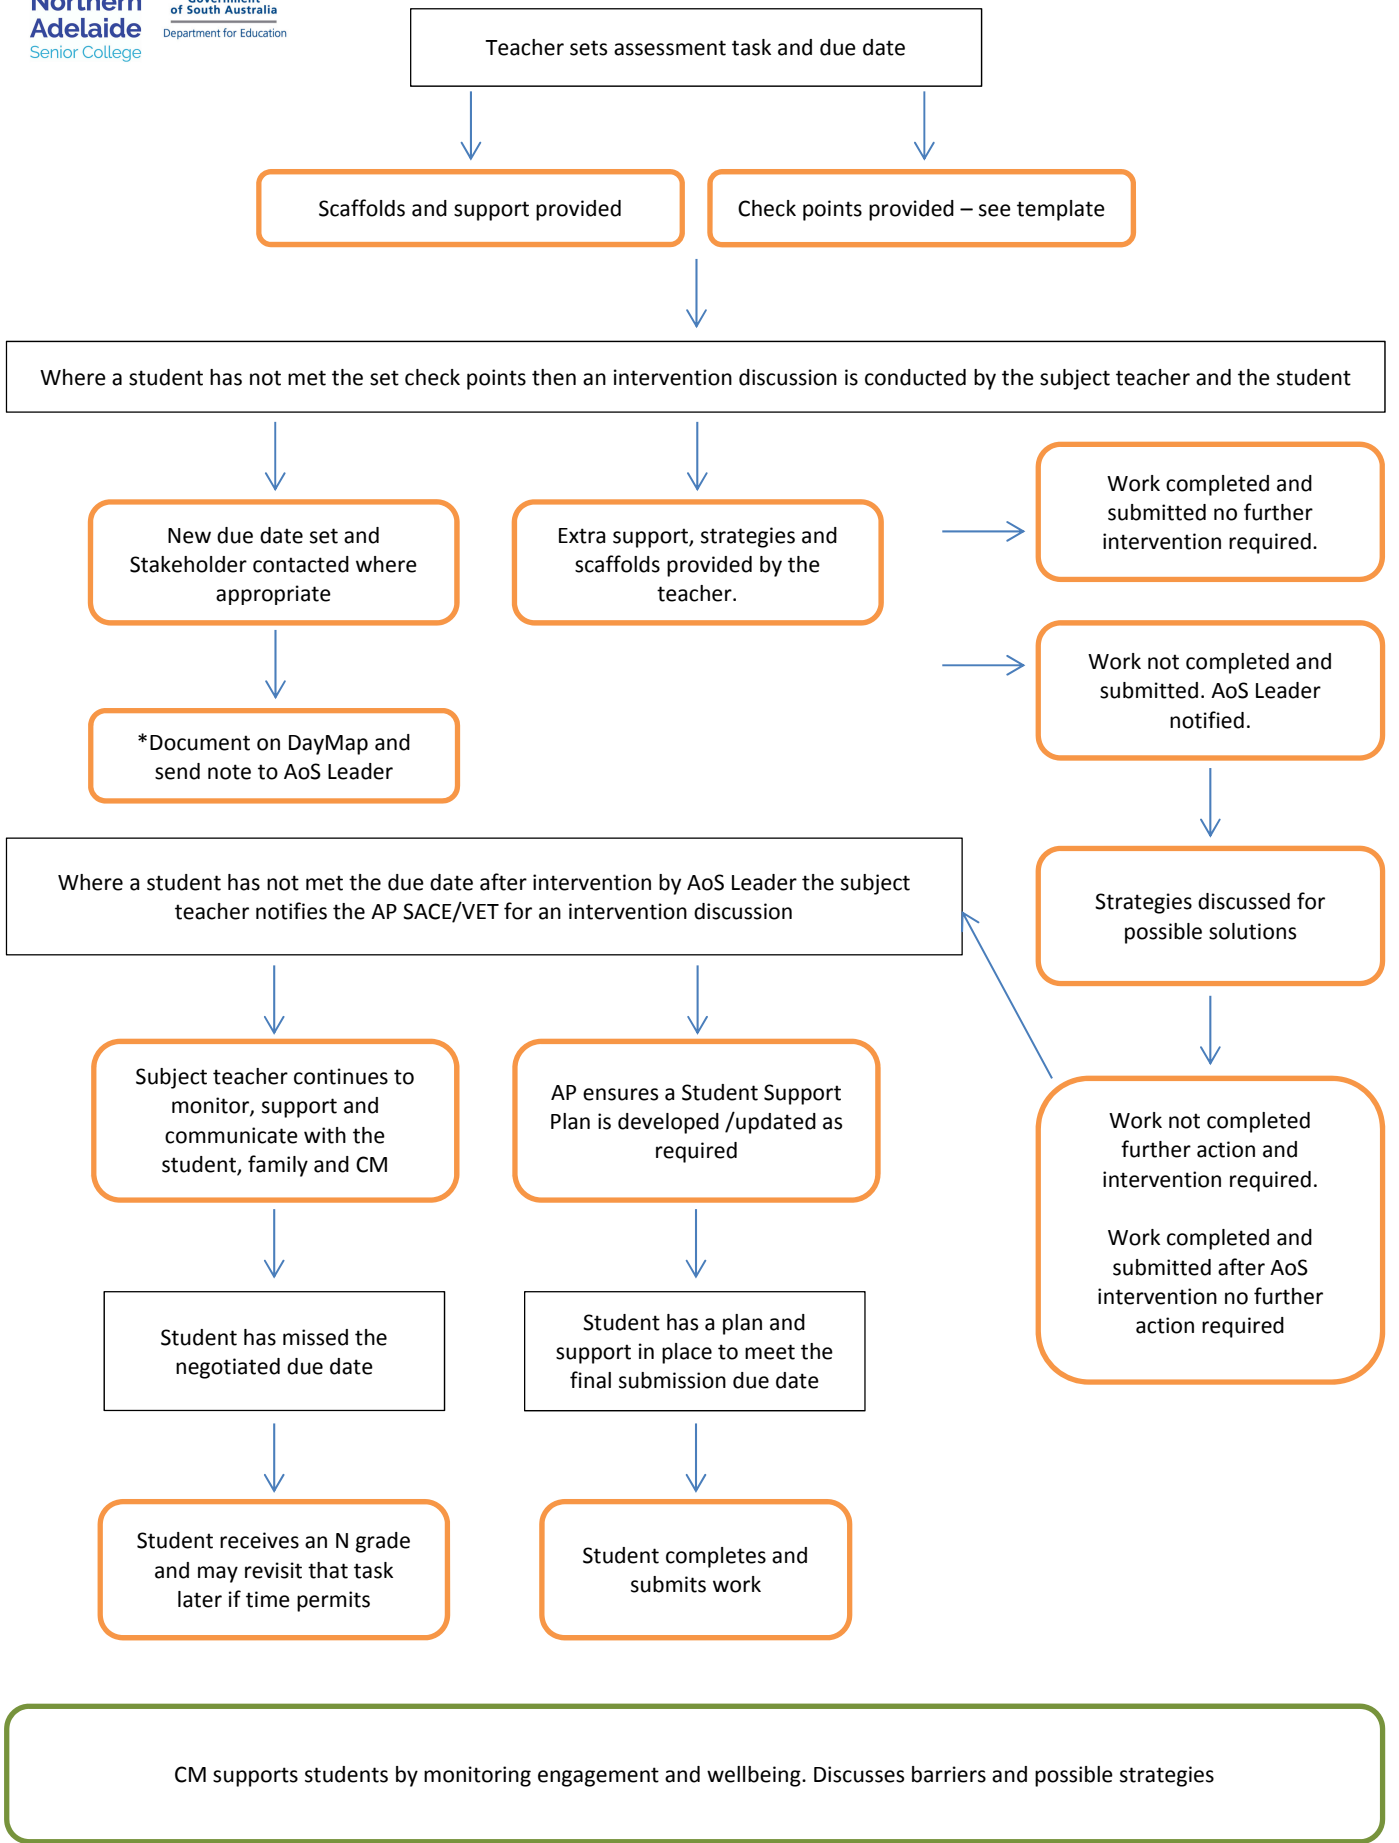 Northern
Adelaide
Senior College
Government
of South Australia
Department for Education
Teacher sets assessment task and due date
Scaffolds and support provided
Check points provided – see template
Where a student has not met the set check points then an intervention discussion is conducted by the subject teacher and the student
New due date set and
Stakeholder contacted where
appropriate
Extra support, strategies and
scaffolds provided by the
teacher.
Work completed and
submitted no further
intervention required.
Work not completed and
submitted. AoS Leader
notified.
*Document on DayMap and
send note to AoS Leader
Where a student has not met the due date after intervention by AoS Leader the subject
teacher notifies the AP SACE/VET for an intervention discussion
Strategies discussed for
possible solutions
Subject teacher continues to
monitor, support and
communicate with the
student, family and CM
AP ensures a Student Support
Plan is developed /updated as
required
Work not completed
further action and
intervention required.
Work completed and
submitted after AoS
intervention no further
action required
Student has missed the
negotiated due date
Student has a plan and
support in place to meet the
final submission due date
Student receives an N grade
and may revisit that task
later if time permits
Student completes and
submits work
CM supports students by monitoring engagement and wellbeing. Discusses barriers and possible strategies